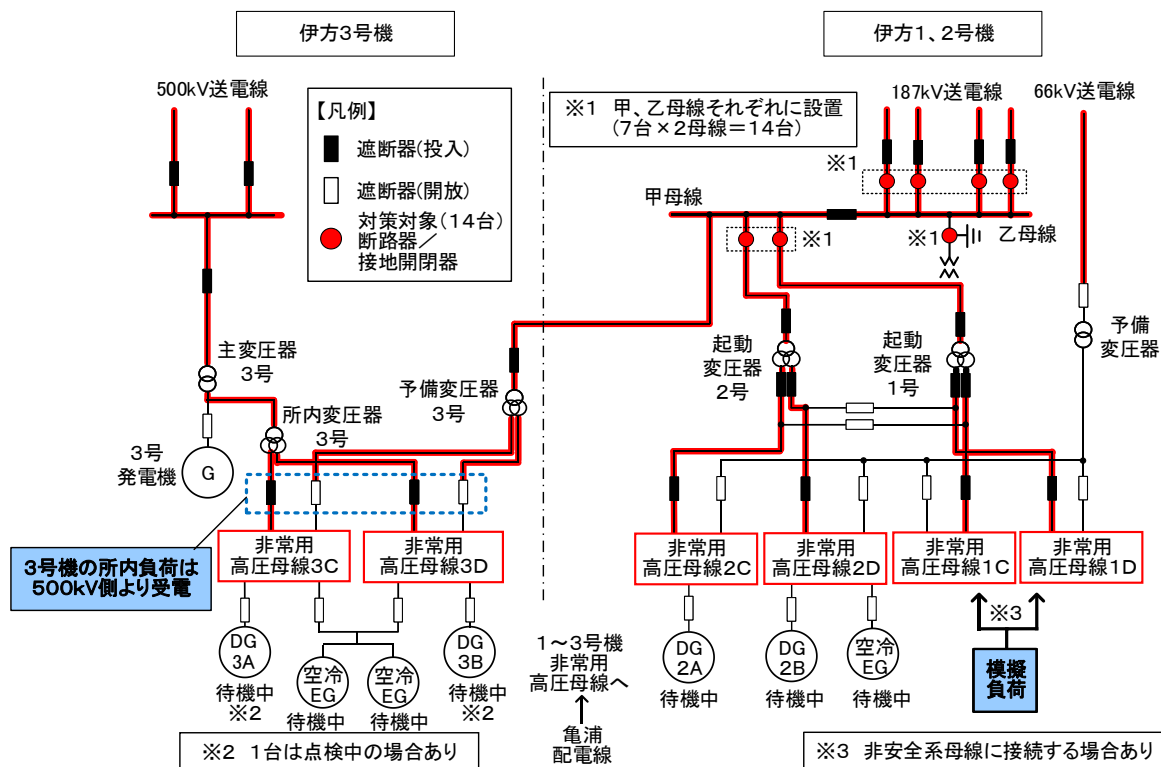 伊方3号機
伊方1、2号機
500kV送電線
【凡例】
遮断器(投入)
遮断器(開放)
対策対象(14台)
断路器／
接地開閉器
※1 甲、乙母線それぞれに設置
(7台×2母線＝14台)
187kV送電線
66kV送電線
※1
甲母線
※1
※1
乙母線
主変圧器
3号
所内変圧器
3号
予備変圧器
3号
起動
変圧器
2号
起動
変圧器
1号
予備
変圧器
3号
発電機
G
3号機の所内負荷は
500kV側より受電
非常用
高圧母線3C
非常用
高圧母線3D
非常用
高圧母線2C
非常用
高圧母線2D
非常用
高圧母線1C
非常用
高圧母線1D
DG
3A
待機中
※2
空冷
EG
待機中
空冷
EG
待機中
DG
3B
待機中
※2
1～3号機
非常用
高圧母線へ
亀浦
配電線
DG
2A
待機中
DG
2B
待機中
空冷
EG
待機中
※3
模擬
負荷
※2 1台は点検中の場合あり
※3 非安全系母線に接続する場合あり